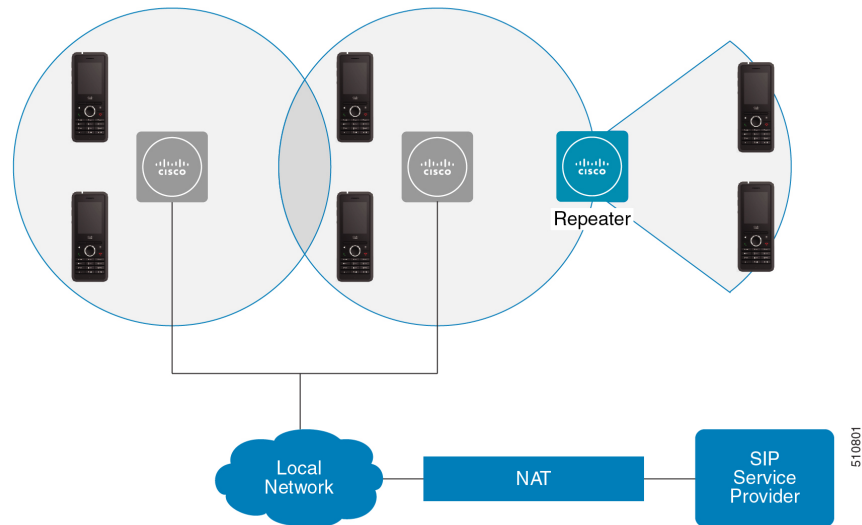 CISCO
CISCO
CISCO
Repeater
Local
Network
NAT
SIP
Service
Provider
510801